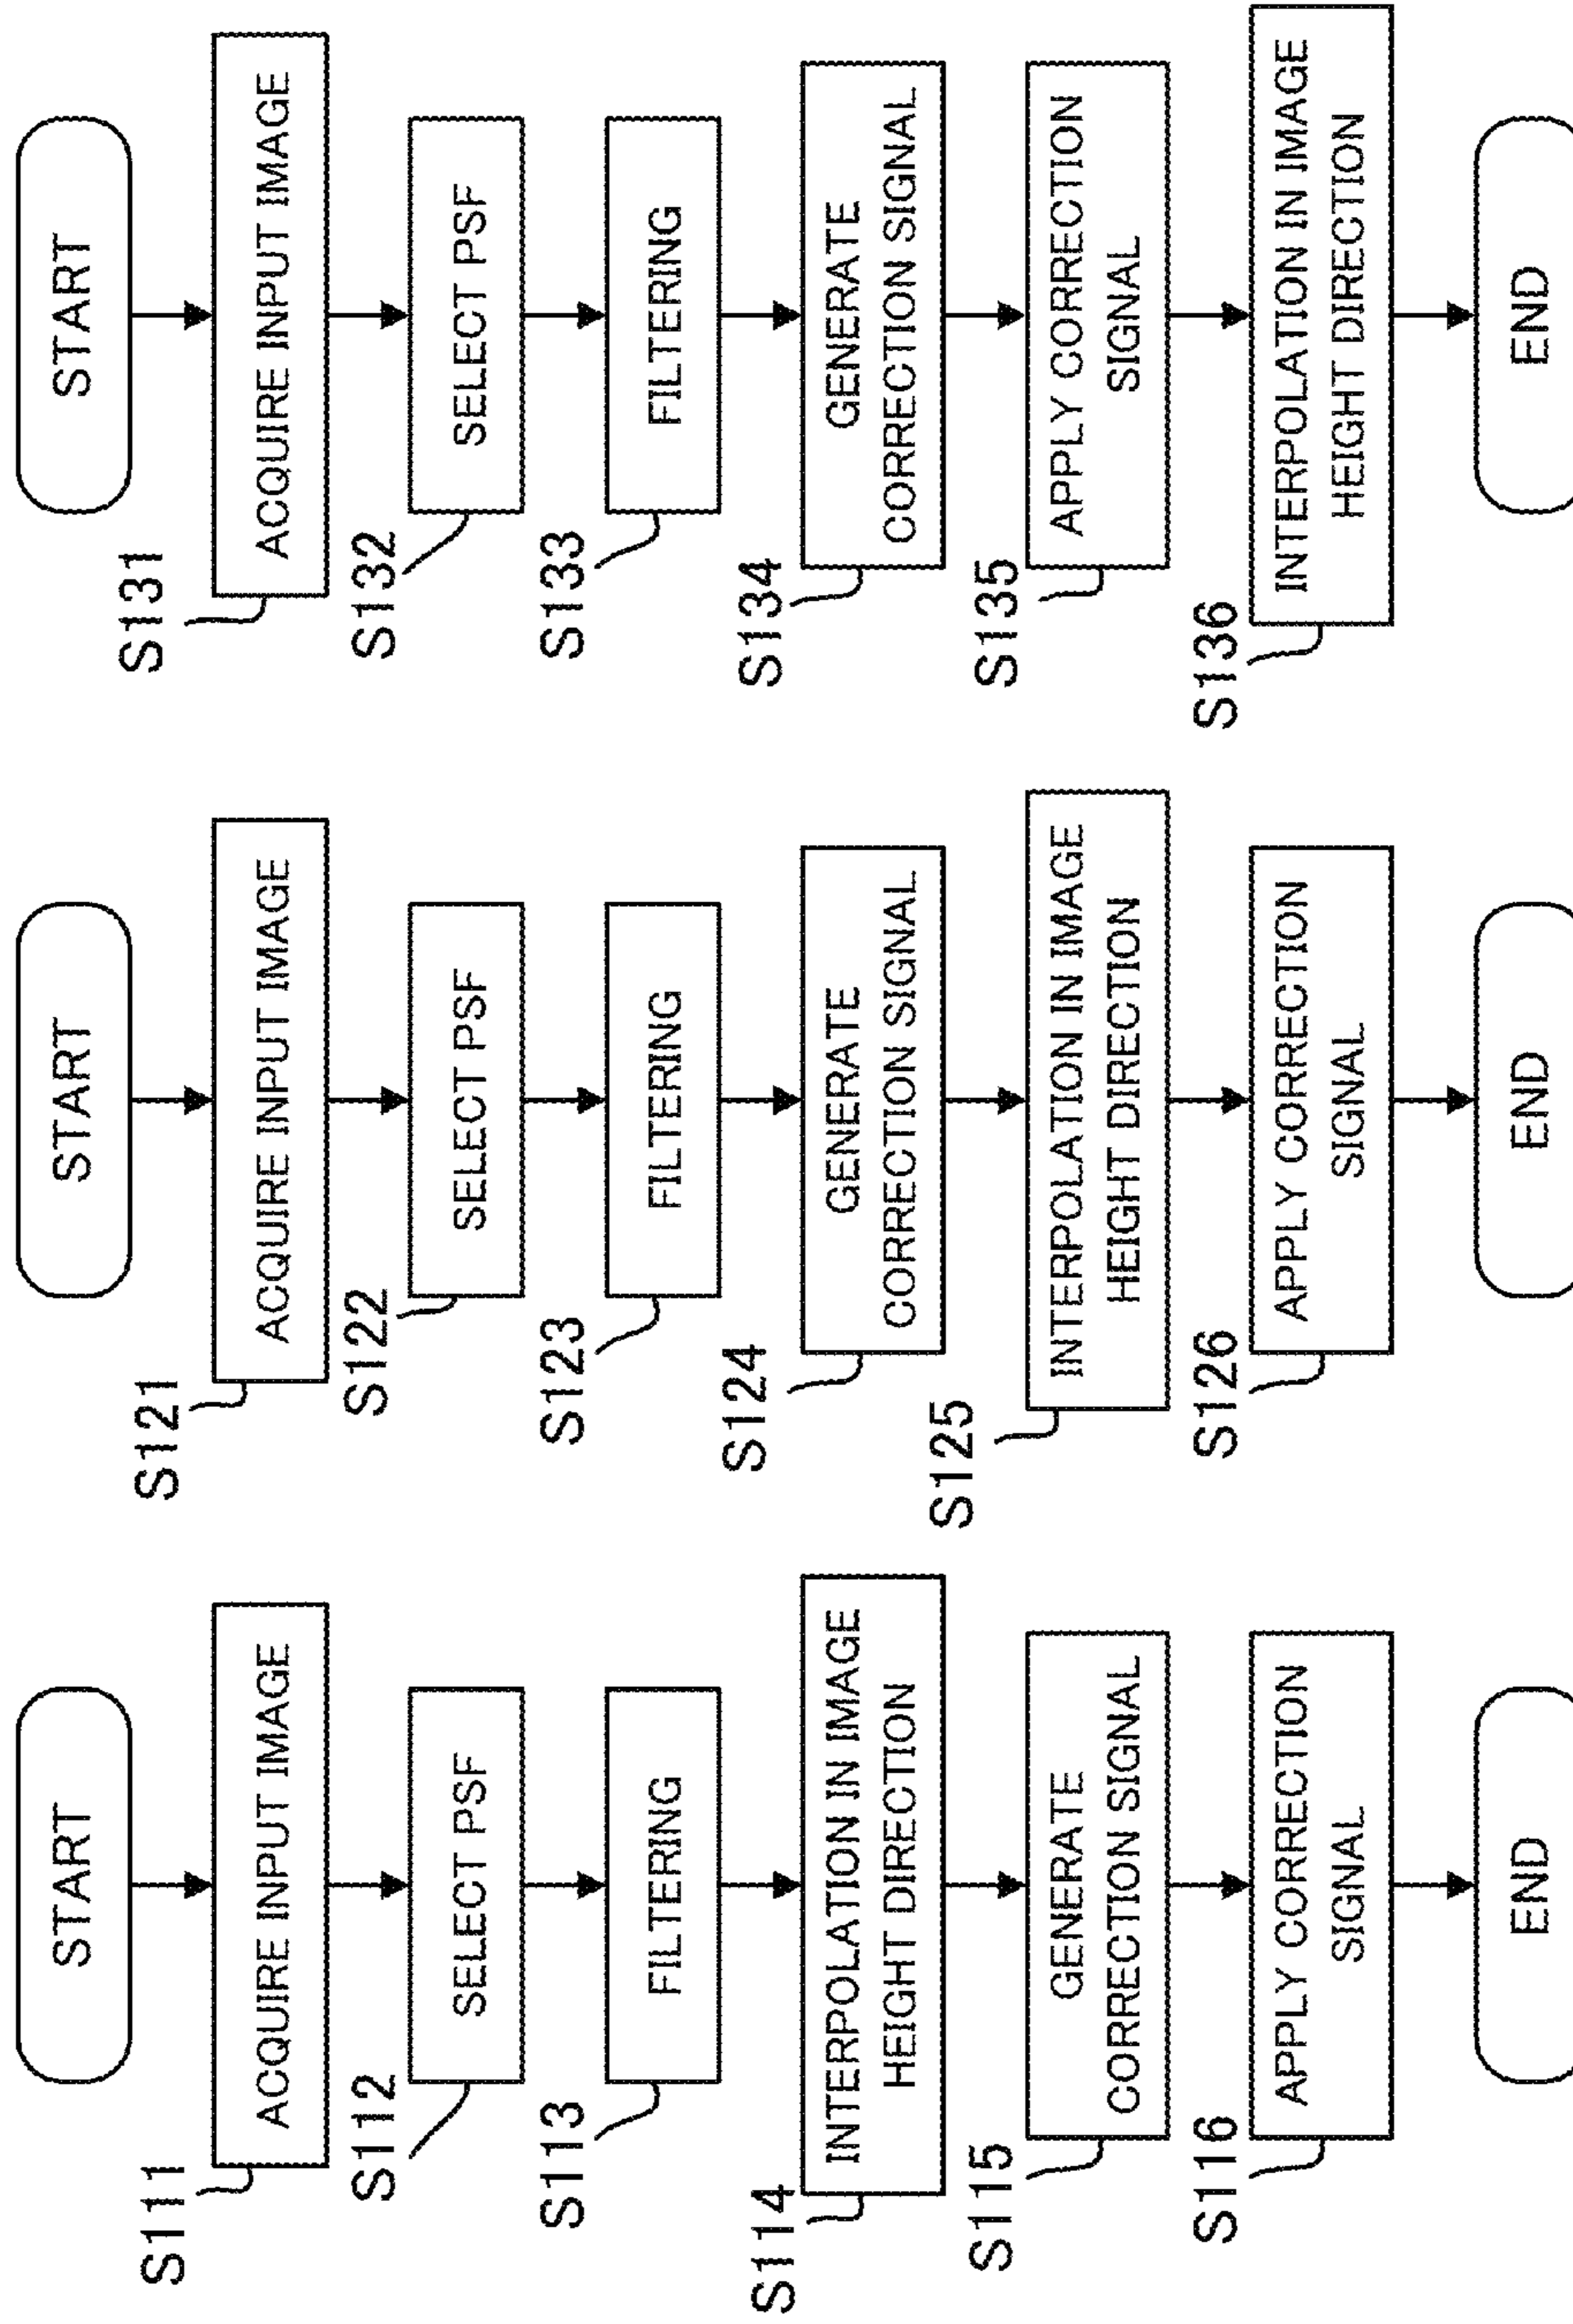 START
S111
ACQUIRE INPUT IMAGE
S112
SELECT PSF
S113
FILTERING
S114
INTERPOLATION IN IMAGE
HEIGHT DIRECTION
S115
GENERATE
CORRECTION SIGNAL
S116
APPLY CORRECTION
SIGNAL
END
START
S121
ACQUIRE INPUT IMAGE
S122
SELECT PSF
S123
FILTERING
S124
GENERATE
CORRECTION SIGNAL
S125
INTERPOLATION IN IMAGE
HEIGHT DIRECTION
S126
APPLY CORRECTION
SIGNAL
END
START
S131
ACQUIRE INPUT IMAGE
S132
SELECT PSF
S133
FILTERING
S134
GENERATE
CORRECTION SIGNAL
S135
APPLY CORRECTION
SIGNAL
S136
INTERPOLATION IN IMAGE
HEIGHT DIRECTION
END